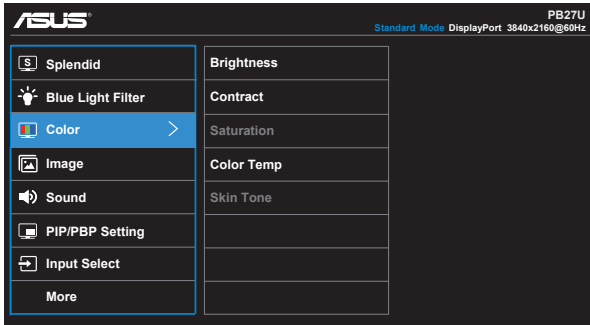 ASUS
PB27U
Standard Mode DisplayPort 3840x2160@60Hz
S Splendid
Blue Light Filter
Color
Image
Sound
PIP/PBP Setting
Input Select
More
Brightness
Contract
Saturation
Color Temp
Skin Tone